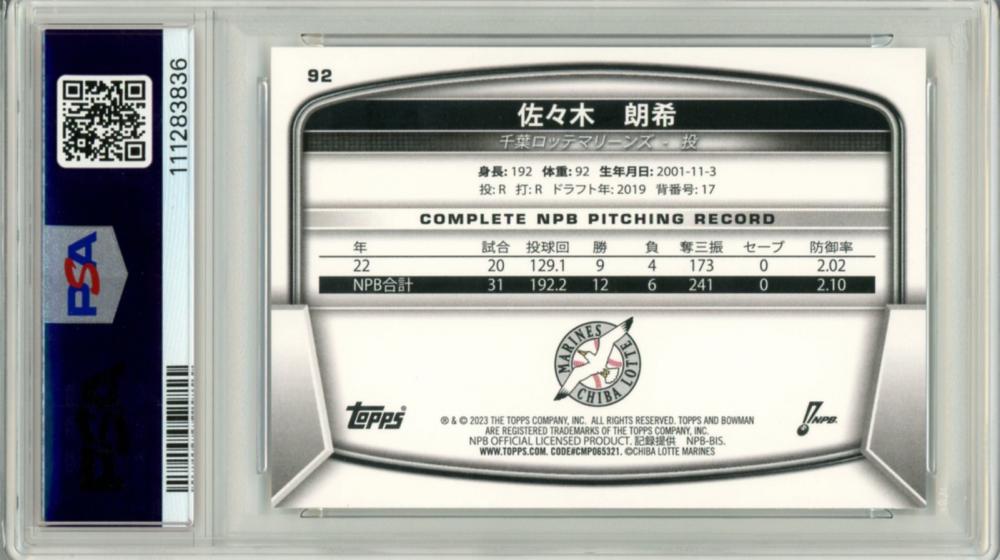 PSA
111283836
PSA
92
佐々木 朗希
千葉ロッテマリーンズ - 投
身長: 192 体重: 92 生年月日: 2001-11-3
投: R 打: R ドラフト年: 2019 背番号: 17
COMPLETE NPB PITCHING RECORD
年 試合 投球回 勝 負 奪三振 セーブ 防御率
22 20 129.1 9 4 173 0 2.02
NPB合計 31 192.2 12 6 241 0 2.10
MARINES
CHIBA LOTTE
Topps®
® & © 2023 THE TOPPS COMPANY, INC. ALL RIGHTS RESERVED. TOPPS AND BOWMAN
ARE REGISTERED TRADEMARKS OF THE TOPPS COMPANY, INC.
NPB OFFICIAL LICENSED PRODUCT. 記録提供 NPB-BIS.
WWW.TOPPS.COM. CODE#CMP065321. ©CHIBA LOTTE MARINES
NPB